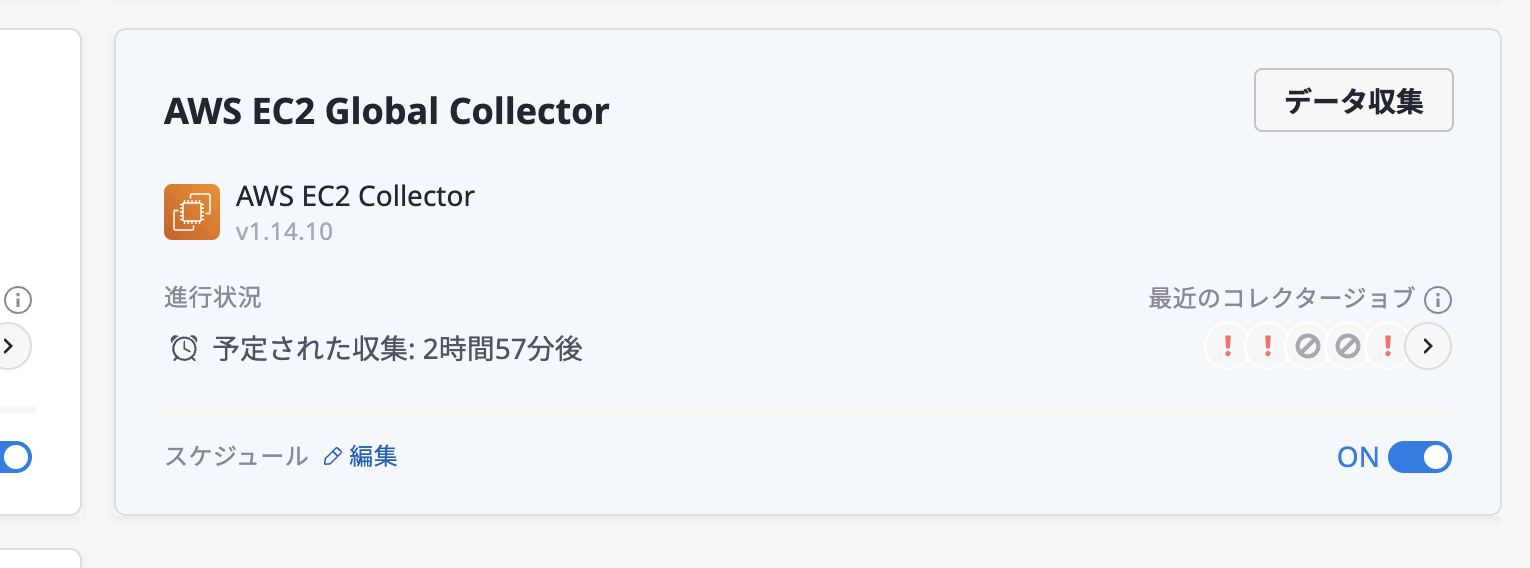 AWS EC2 Global Collector
データ収集
AWS EC2 Collector
v1.14.10
進行状況
最近のコレクタージョブ
予定された収集: 2時間57分後
スケジュール 編集
ON